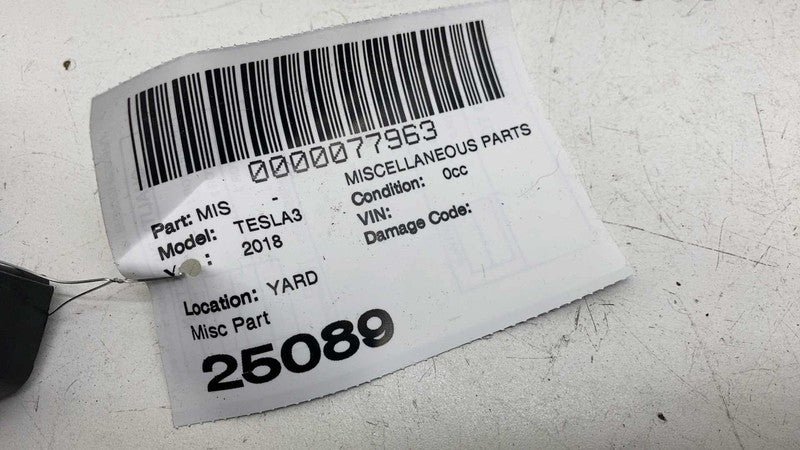 0000077963
Part: MIS - MISCELLANEOUS PARTS
Model: TESLA3 Condition: 0cc
Y : 2018 VIN:
Damage Code:
Location: YARD
Misc Part
25089